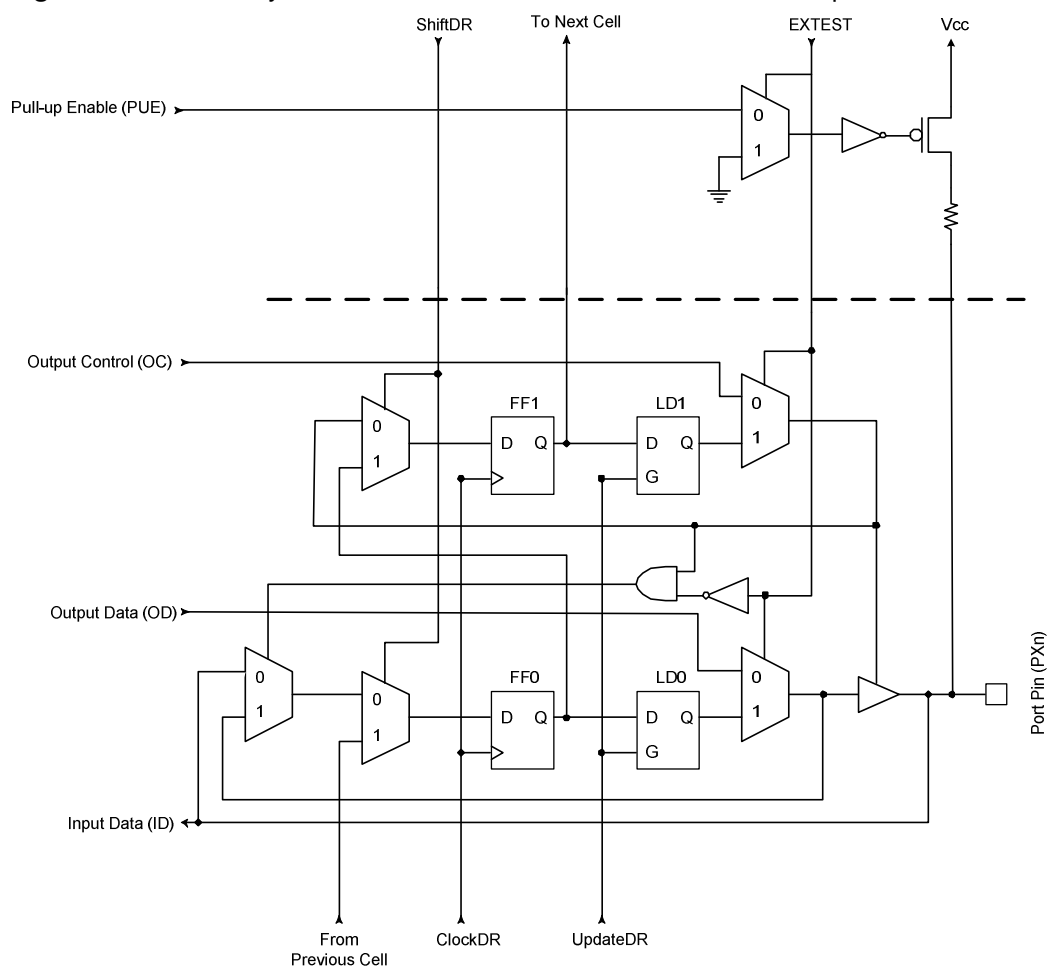 ShiftDR
To Next Cell
EXTEST
Vcc
Pull-up Enable (PUE)
0
1
Output Control (OC)
FF1
LD1
0
1
D Q
D Q
G
0
1
Output Data (OD)
FF0
LD0
0
1
0
1
D Q
D Q
G
0
1
Port Pin (PXn)
Input Data (ID)
From
Previous Cell
ClockDR
UpdateDR